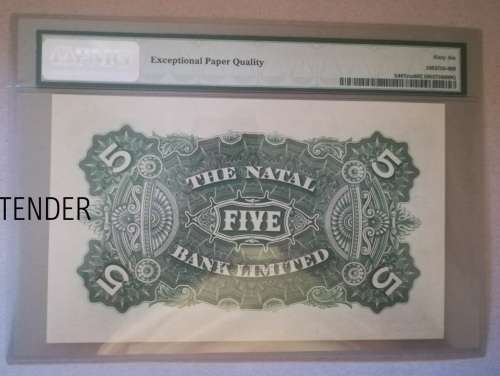 Exceptional Paper Quality
TENDER
5
5
THE NATAL
FIVE
BANK LIMITED
5
5